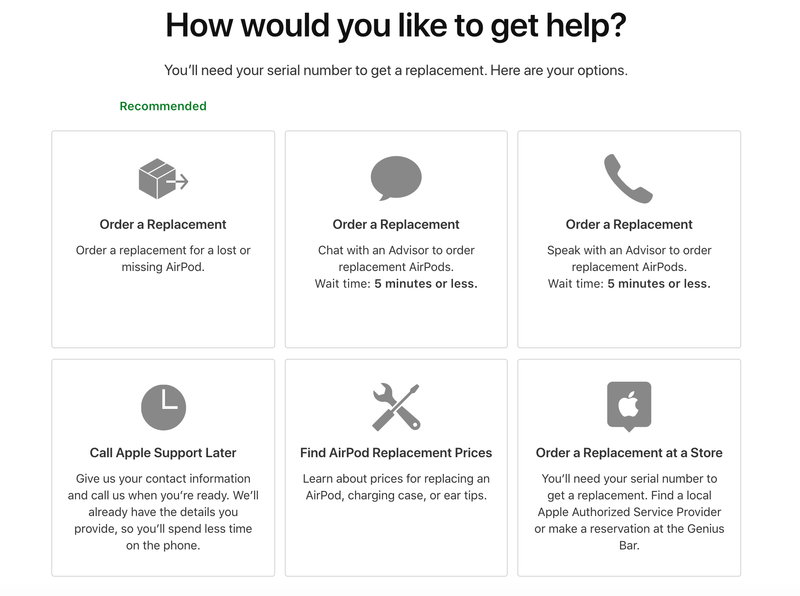 How would you like to get help?
You’ll need your serial number to get a replacement. Here are your options.
Recommended
Order a Replacement
Order a replacement for a lost or
missing AirPod.
Order a Replacement
Chat with an Advisor to order
replacement AirPods.
Wait time: 5 minutes or less.
Order a Replacement
Speak with an Advisor to order
replacement AirPods.
Wait time: 5 minutes or less.
Call Apple Support Later
Give us your contact information
and call us when you’re ready. We’ll
already have the details you
provide, so you’ll spend less time
on the phone.
Find AirPod Replacement Prices
Learn about prices for replacing an
AirPod, charging case, or ear tips.
Order a Replacement at a Store
You’ll need your serial number to
get a replacement. Find a local
Apple Authorized Service Provider
or make a reservation at the Genius
Bar.